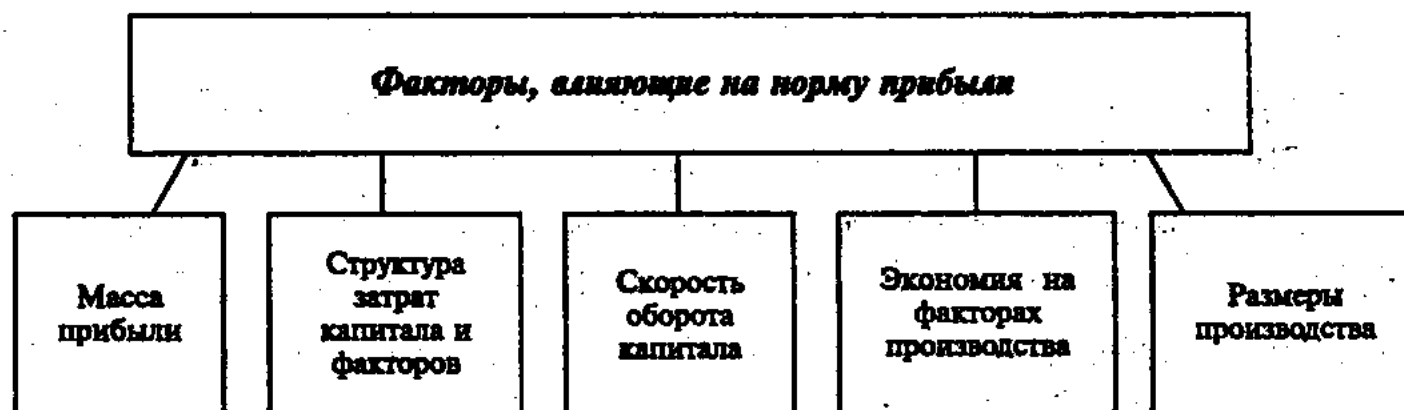 Факторы, влияющие на норму прибыли
Масса
прибыли
Структура
затрат
капитала и
факторов
Скорость
оборота
капитала
Экономия на
факторах
производства
Размеры
производства